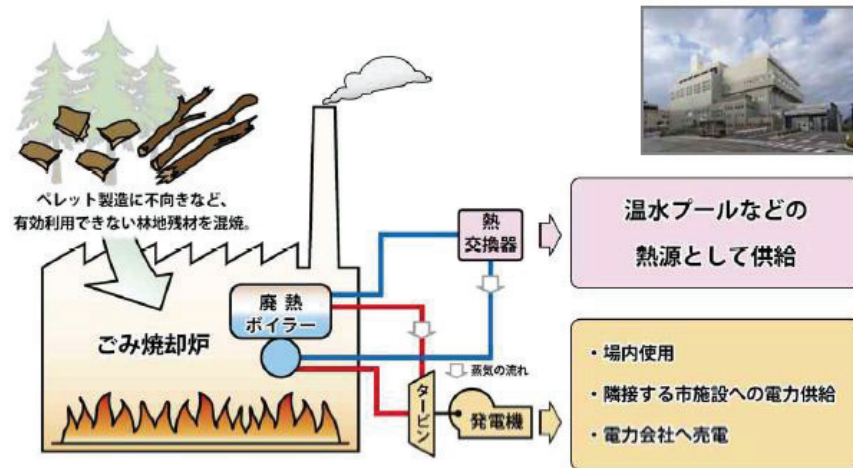 ペレット製造に不向きなど、
有効利用できない林地残材を混焼。
ごみ焼却炉
廃熱
ボイラー
熱
交換器
温水プールなどの
熱源として供給
蒸気の流れ
タービン
発電機
・場内使用
・隣接する市施設への電力供給
・電力会社へ売電